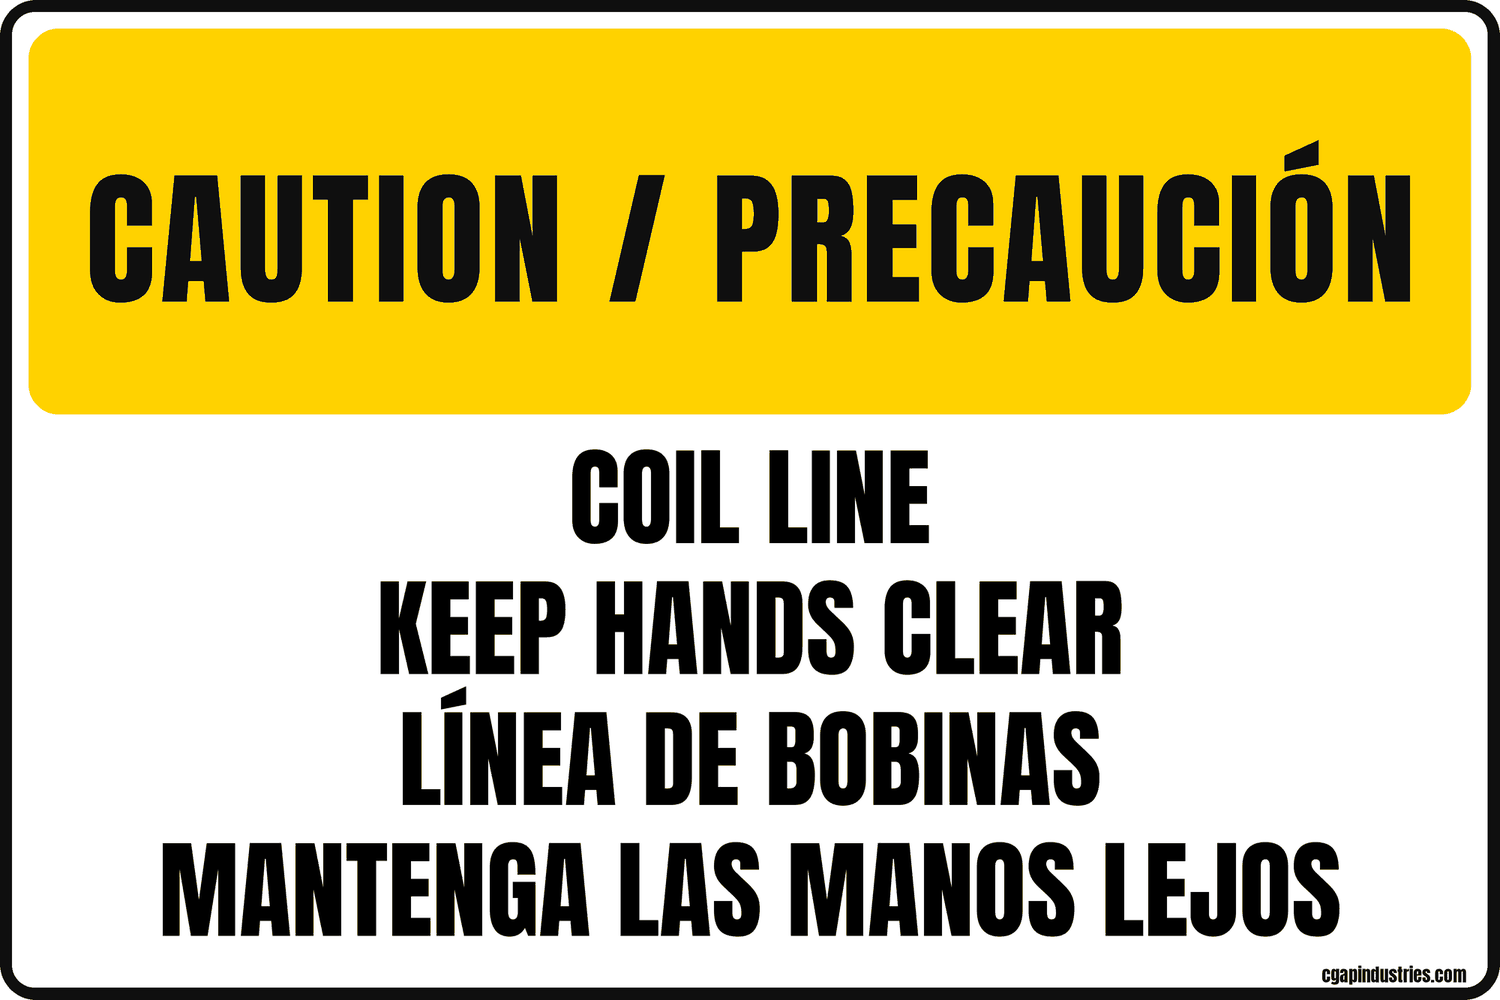 CAUTION / PRECAUCIÓN
COIL LINE
KEEP HANDS CLEAR
LÍNEA DE BOBINAS
MANTENGA LAS MANOS LEJOS
cgapindustries.com